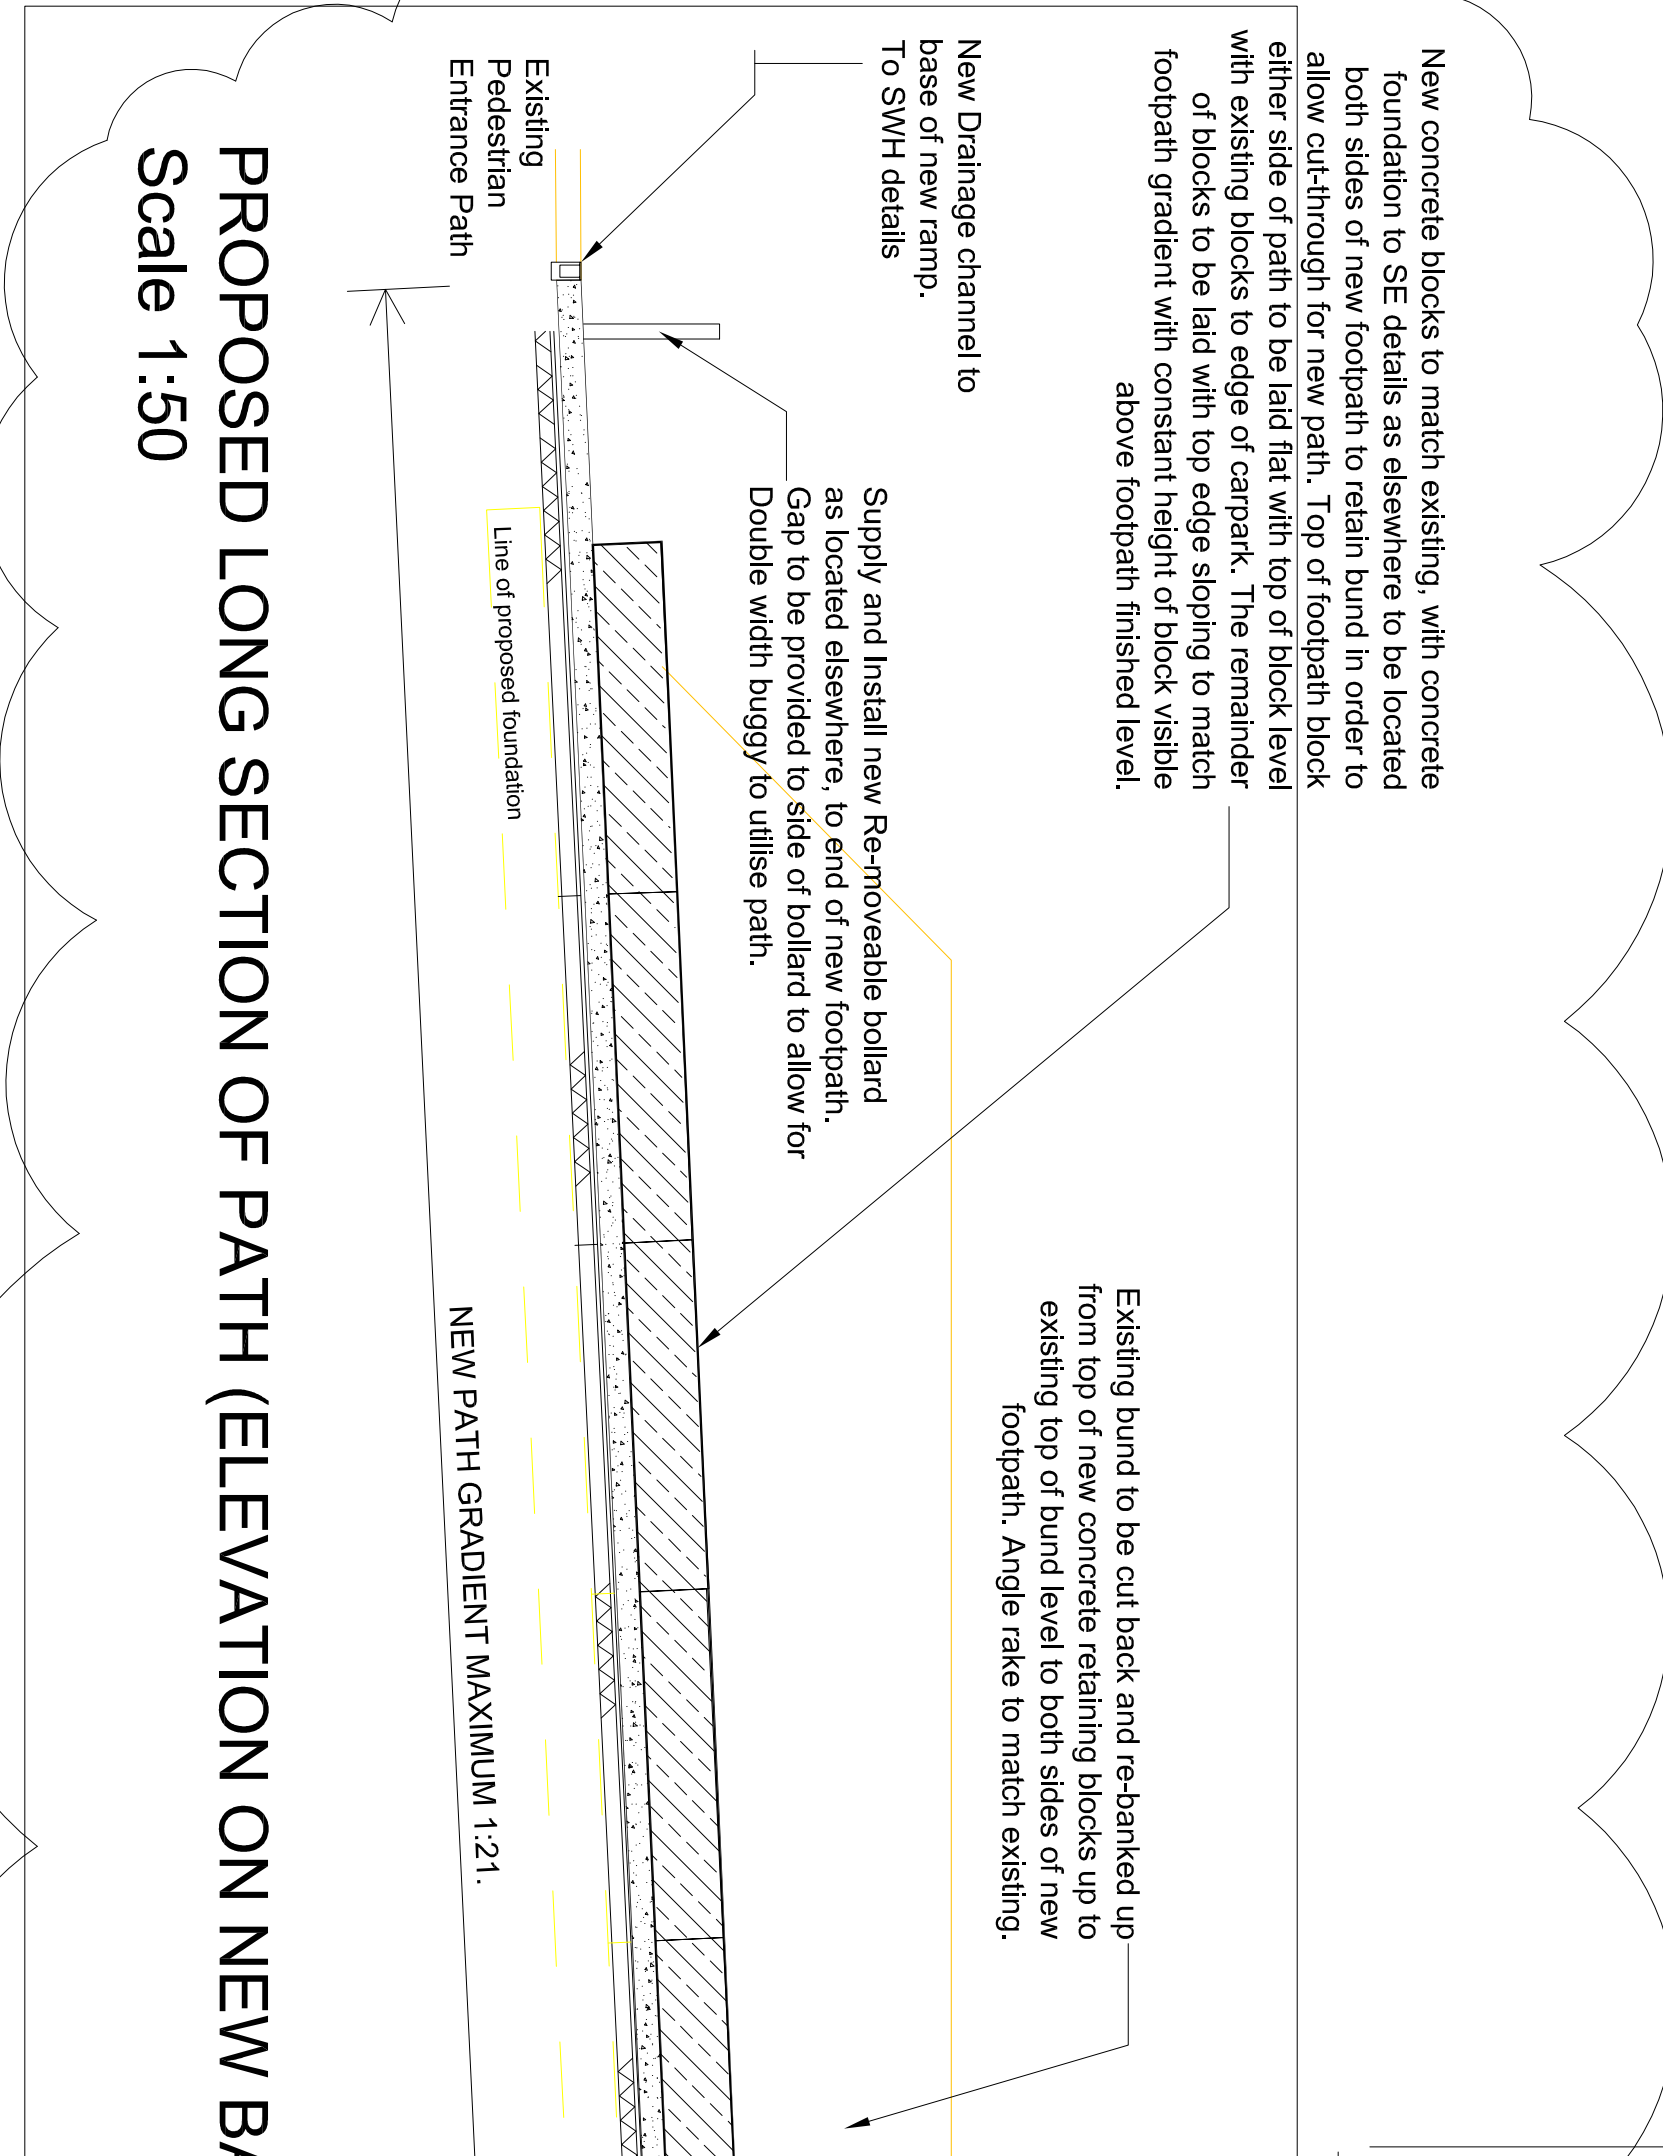 New concrete blocks to match existing, with concrete
foundation to SE details as elsewhere to be located
both sides of new footpath to retain bund in order to
allow cut-through for new path. Top of footpath block
either side of path to be laid flat with top of block level
with existing blocks to edge of carpark. The remainder
of blocks to be laid with top edge sloping to match
footpath gradient with constant height of block visible
above footpath finished level.
Existing bund to be cut back and re-banked up
from top of new concrete retaining blocks up to
existing top of bund level to both sides of new
footpath. Angle rake to match existing.
New Drainage channel to
base of new ramp.
To SWH details
Supply and Install new Re-moveable bollard
as located elsewhere, to end of new footpath.
Gap to be provided to side of bollard to allow for
Double width buggy to utilise path.
Existing
Pedestrian
Entrance Path
Line of proposed foundation
NEW PATH GRADIENT MAXIMUM 1:21.
PROPOSED LONG SECTION OF PATH (ELEVATION ON NEW BA
Scale 1:50